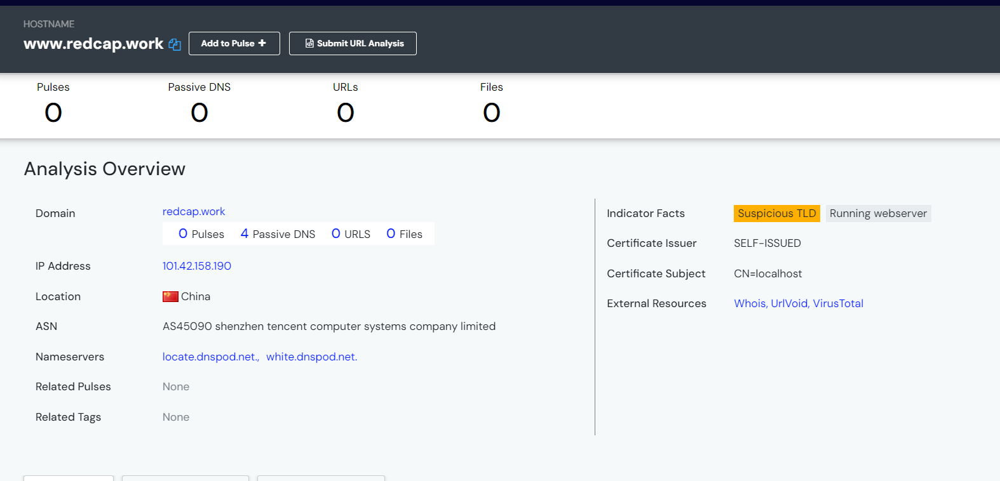 HOSTNAME
www.redcap.work Add to Pulse + Submit URL Analysis
Pulses Passive DNS URLs Files
0 0 0 0
Analysis Overview
Domain redcap.work
0 Pulses 4 Passive DNS 0 URLS 0 Files
IP Address 101.42.158.190
Location China
ASN AS45090 shenzhen tencent computer systems company limited
Nameservers locate.dnspod.net., white.dnspod.net.
Related Pulses None
Related Tags None
Indicator Facts Suspicious TLD Running webserver
Certificate Issuer SELF-ISSUED
Certificate Subject CN=localhost
External Resources Whois, UrlVoid, VirusTotal